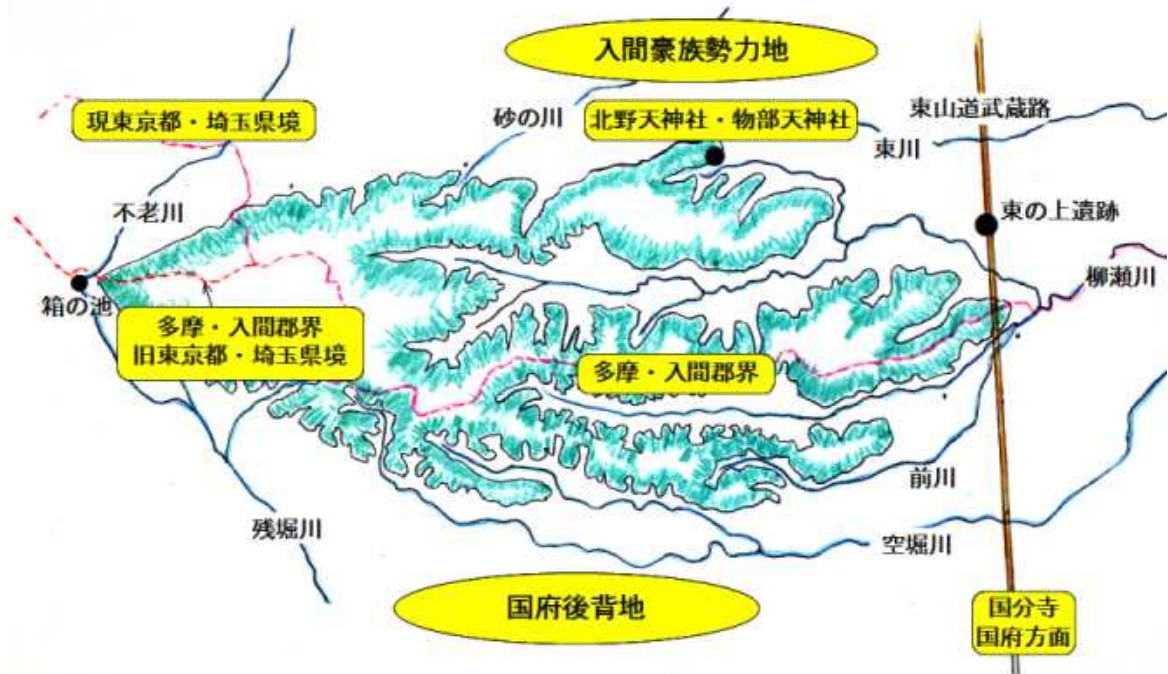 入間豪族勢力地
東山道武蔵路
現東京都・埼玉県境
砂の川
北野天神社・物部天神社
東川
不老川
東の上遺跡
柳瀬川
箱の池
多摩・入間郡界
旧東京都・埼玉県境
多摩・入間郡界
前川
残堀川
空堀川
国府後背地
国分寺
国府方面